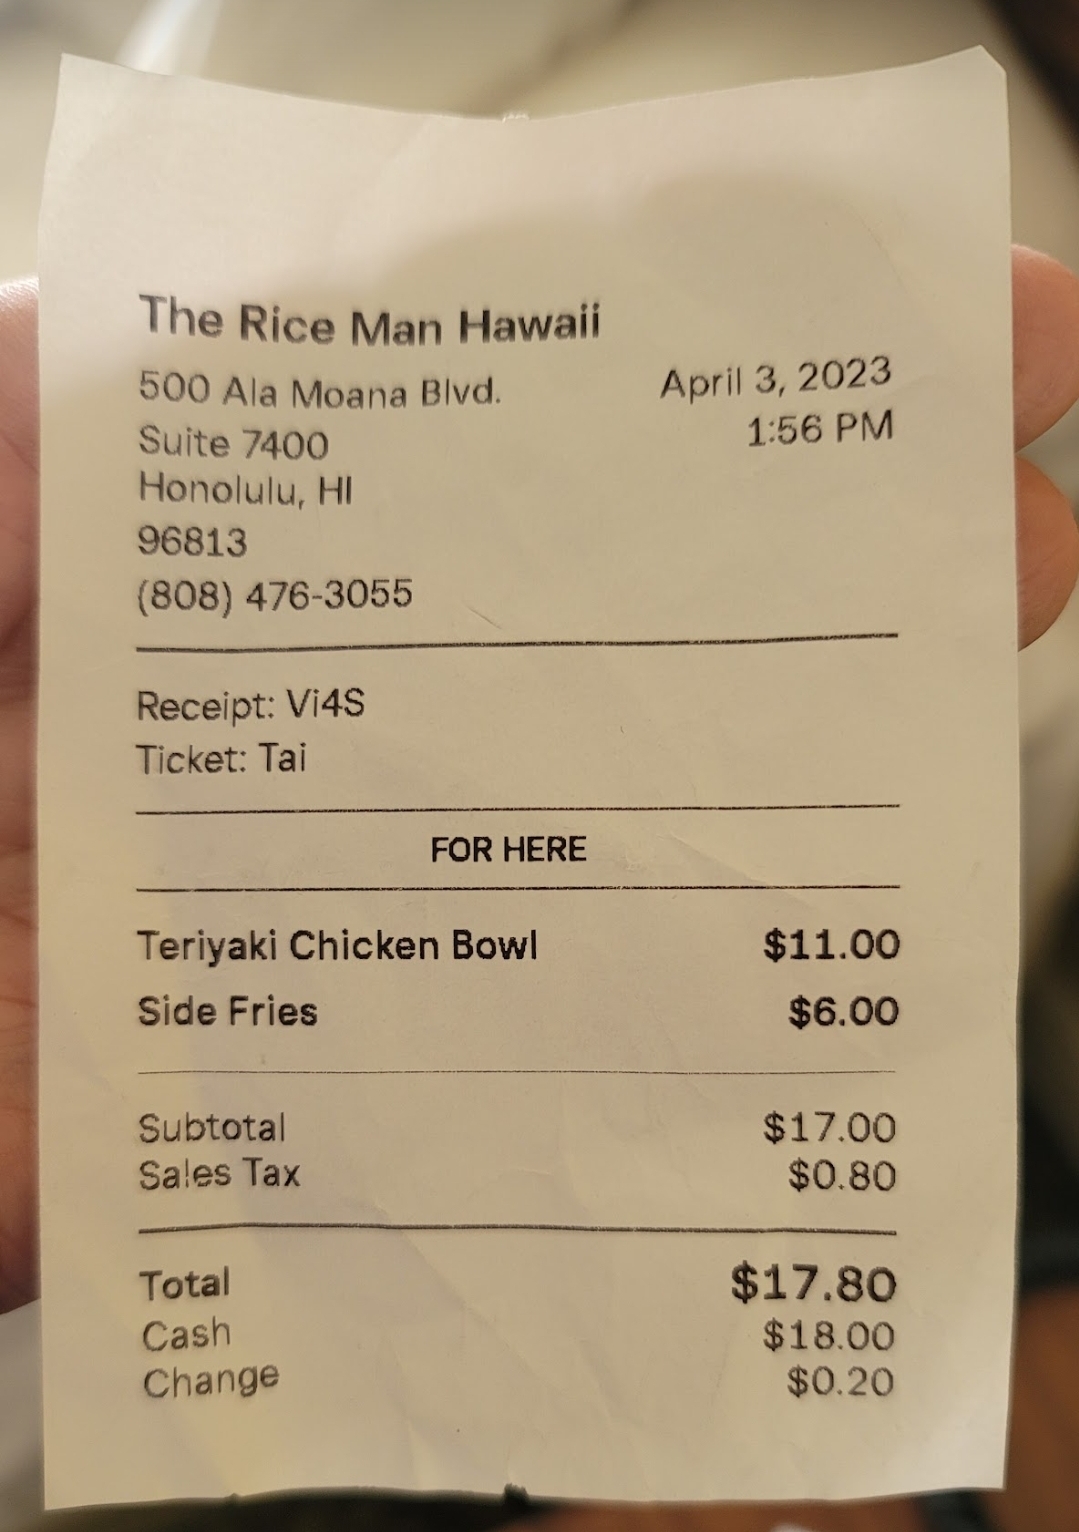 The Rice Man Hawaii
500 Ala Moana Blvd. April 3, 2023
Suite 7400 1:56 PM
Honolulu, HI
96813
(808) 476-3055
Receipt: Vi4S
Ticket: Tai
FOR HERE
Teriyaki Chicken Bowl $11.00
Side Fries $6.00
Subtotal $17.00
Sales Tax $0.80
Total $17.80
Cash $18.00
Change $0.20